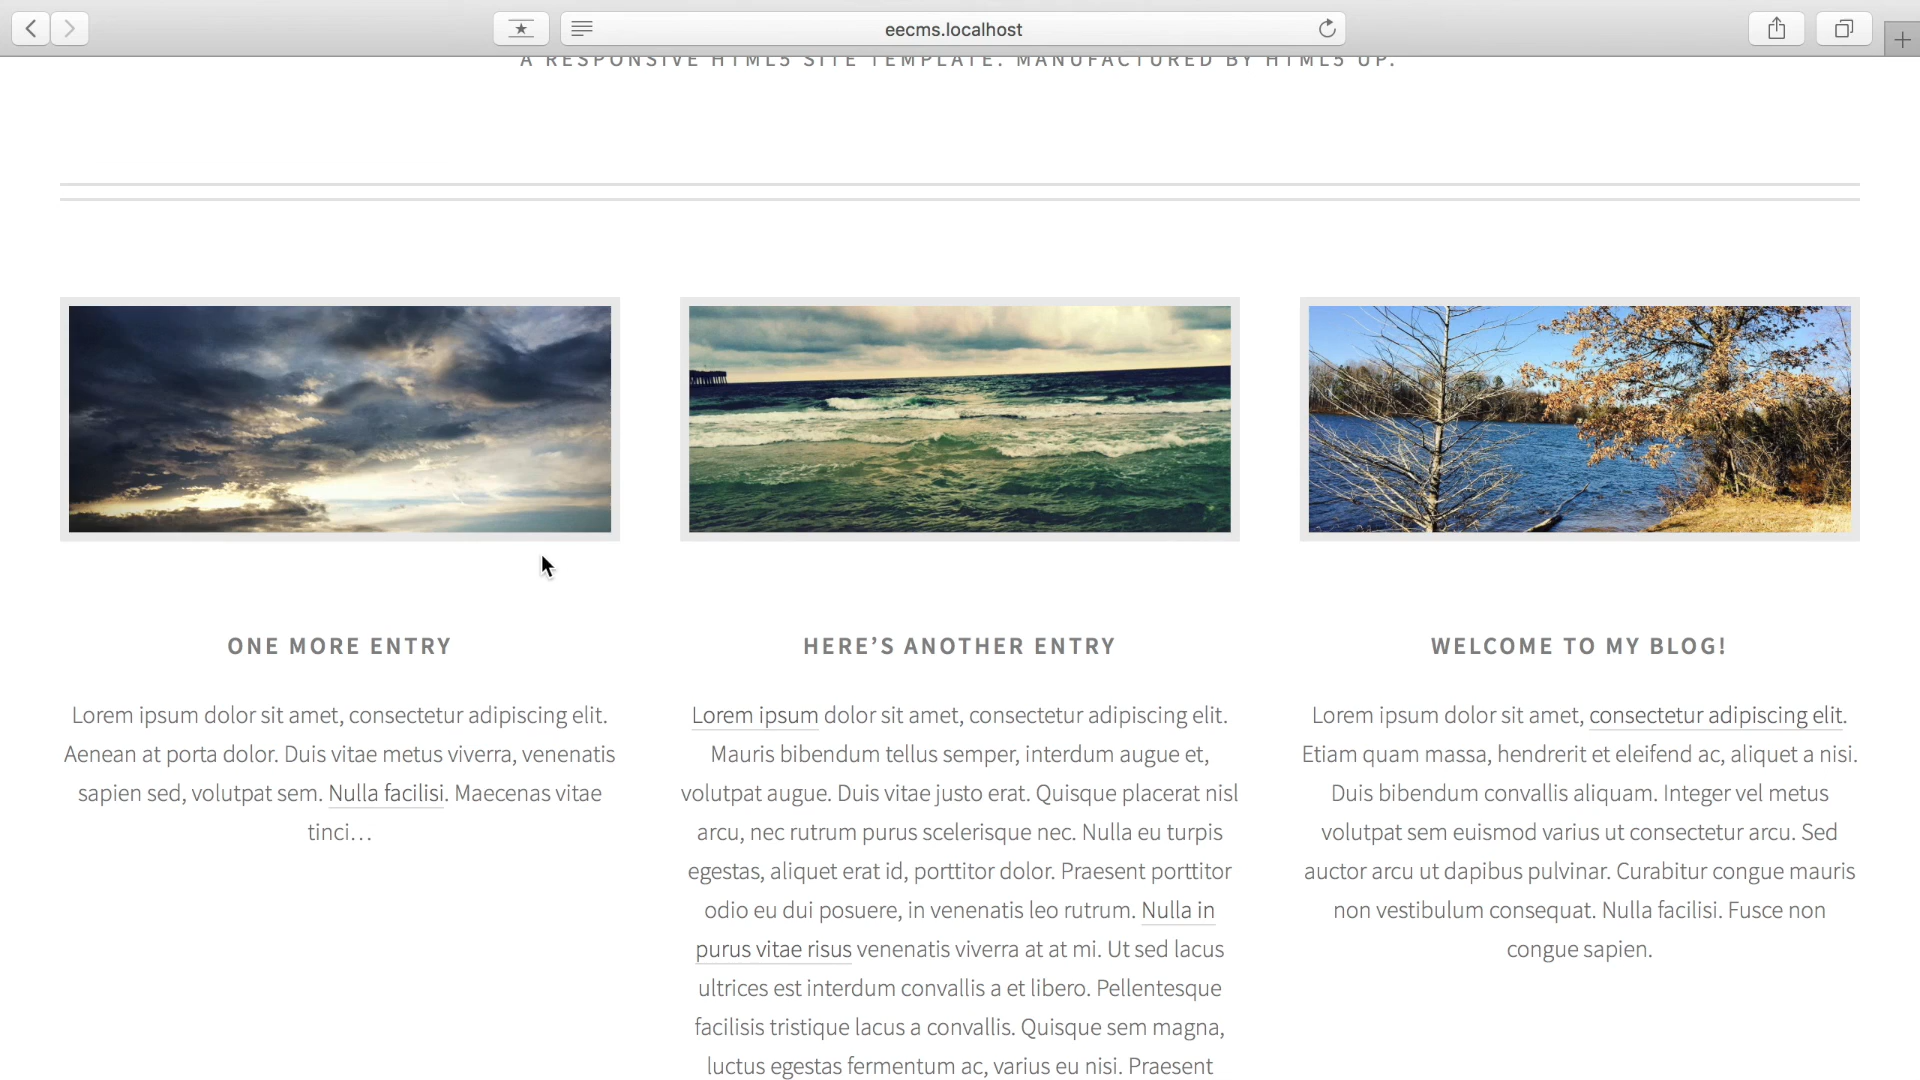 eecms.localhost
A RESPONSIVE HTML5 SITE TEMPLATE. MANUFACTURED BY HTML5 UP.
ONE MORE ENTRY
Lorem ipsum dolor sit amet, consectetur adipiscing elit.
Aenean at porta dolor. Duis vitae metus viverra, venenatis
sapien sed, volutpat sem. Nulla facilisi. Maecenas vitae
tinci…
HERE’S ANOTHER ENTRY
Lorem ipsum dolor sit amet, consectetur adipiscing elit.
Mauris bibendum tellus semper, interdum augue et,
volutpat augue. Duis vitae justo erat. Quisque placerat nisl
arcu, nec rutrum purus scelerisque nec. Nulla eu turpis
egestas, aliquet erat id, porttitor dolor. Praesent porttitor
odio eu dui posuere, in venenatis leo rutrum. Nulla in
purus vitae risus venenatis viverra at at mi. Ut sed lacus
ultrices est interdum convallis a et libero. Pellentesque
facilisis tristique lacus a convallis. Quisque sem magna,
luctus egestas fermentum ac, varius eu nisi. Praesent
WELCOME TO MY BLOG!
Lorem ipsum dolor sit amet, consectetur adipiscing elit.
Etiam quam massa, hendrerit et eleifend ac, aliquet a nisi.
Duis bibendum convallis aliquam. Integer vel metus
volutpat sem euismod varius ut consectetur arcu. Sed
auctor arcu ut dapibus pulvinar. Curabitur congue mauris
non vestibulum consequat. Nulla facilisi. Fusce non
congue sapien.